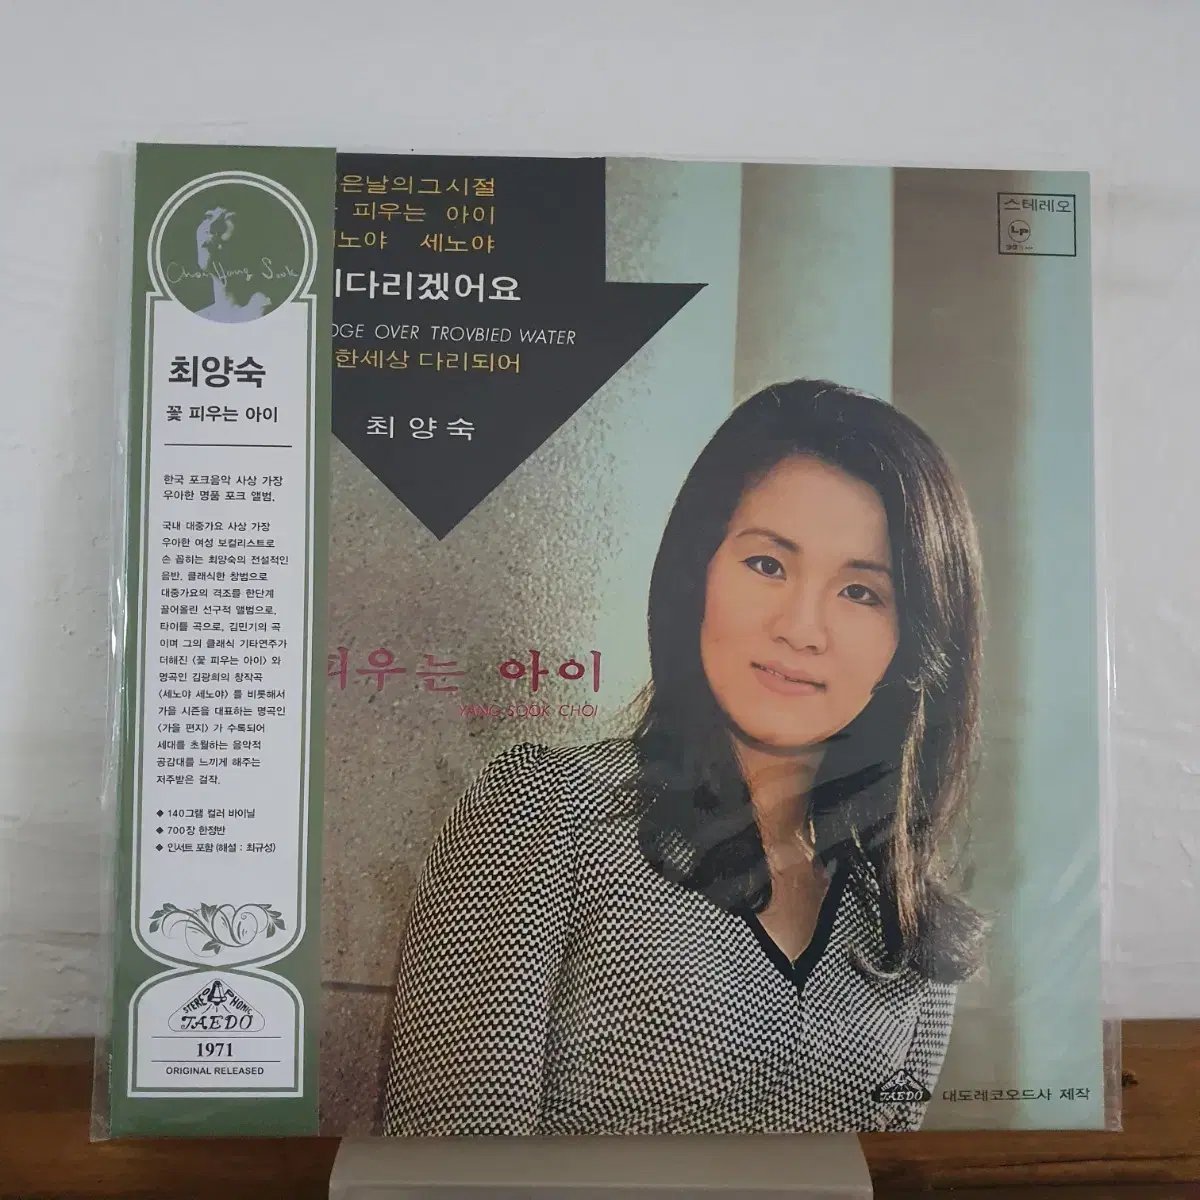 Choi Yang Sook
최양숙
꽃 피우는 아이
한국 포크음악 사상 가장
우아한 명품 포크 앨범.
국내 대중가요 사상 가장
우아한 여성 보컬리스트로
손 꼽히는 최양숙의 전설적인
음반. 클래식한 창법으로
대중가요의 격조를 한단계
끌어올린 선구적 앨범으로,
타이틀 곡으로, 김민기의 곡
이며 그의 클래식 기타연주가
더해진 〈꽃 피우는 아이〉 와
명곡인 김광희의 창작곡
〈세노야 세노야〉 를 비롯해서
가을 시즌을 대표하는 명곡인
〈가을 편지〉 가 수록되어
세대를 초월하는 음악적
공감대를 느끼게 해주는
저주받은 걸작.
◆ 140그램 컬러 바이닐
◆ 700장 한정반
◆ 인서트 포함 (해설 : 최규성)
STEREO PHONIC
TAEDO
1971
ORIGINAL RELEASED
은날의그시절
피우는 아이
노야 세노야
다리겠어요
DGE OVER TROVBIED WATER
한세상 다리되어
최양숙
스테레오
LP
피우는 아이
YANG SOOK CHOI
TAEDO 대도레코오드사 제작